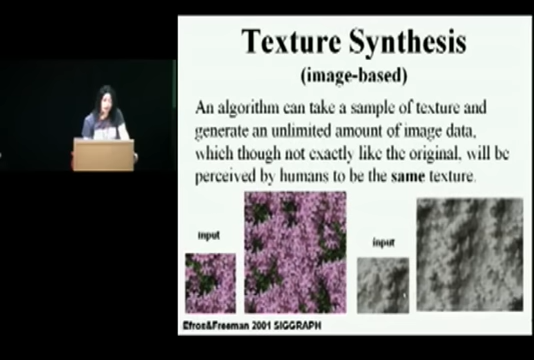 Texture Synthesis
(image-based)
An algorithm can take a sample of texture and
generate an unlimited amount of image data,
which though not exactly like the original, will be
perceived by humans to be the same texture.
input
input
Efros&Freeman 2001 SIGGRAPH